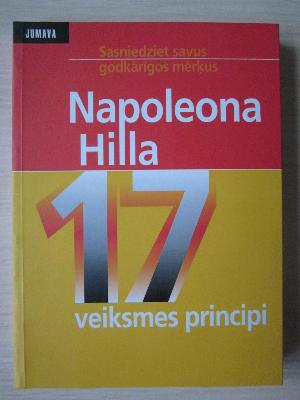 JUMAVA
Sasniedziet savus
godkārīgos mērķus
Napoleona
Hilla
17
veiksmes principi